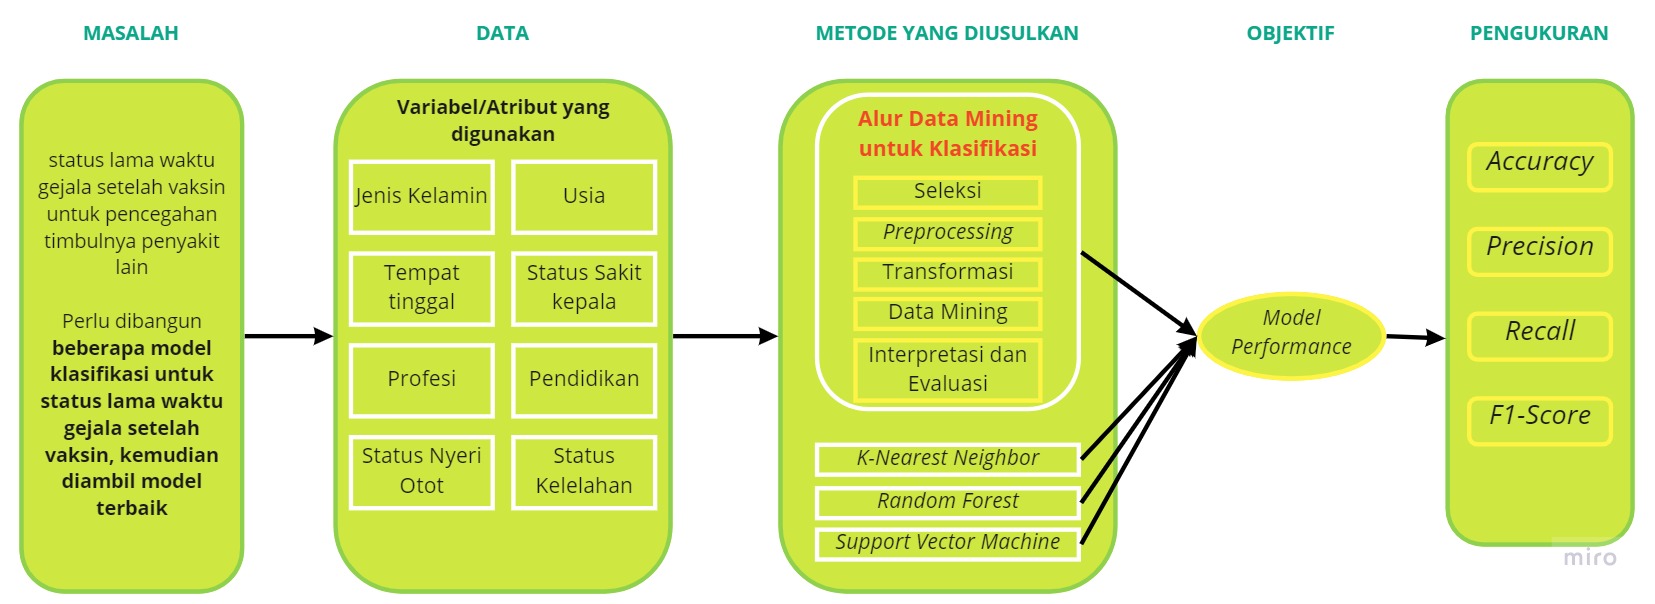 MASALAH
DATA
METODE YANG DIUSULKAN
OBJEKTIF
PENGUKURAN
status lama waktu
gejala setelah vaksin
untuk pencegahan
timbulnya penyakit
lain
Perlu dibangun
beberapa model
klasifikasi untuk
status lama waktu
gejala setelah
vaksin, kemudian
diambil model
terbaik
Variabel/Atribut yang
digunakan
Jenis Kelamin
Usia
Tempat
tinggal
Status Sakit
kepala
Profesi
Pendidikan
Status Nyeri
Otot
Status
Kelelahan
Alur Data Mining
untuk Klasifikasi
Seleksi
Preprocessing
Transformasi
Data Mining
Interpretasi dan
Evaluasi
K-Nearest Neighbor
Random Forest
Support Vector Machine
Model
Performance
Accuracy
Precision
Recall
F1-Score
miro